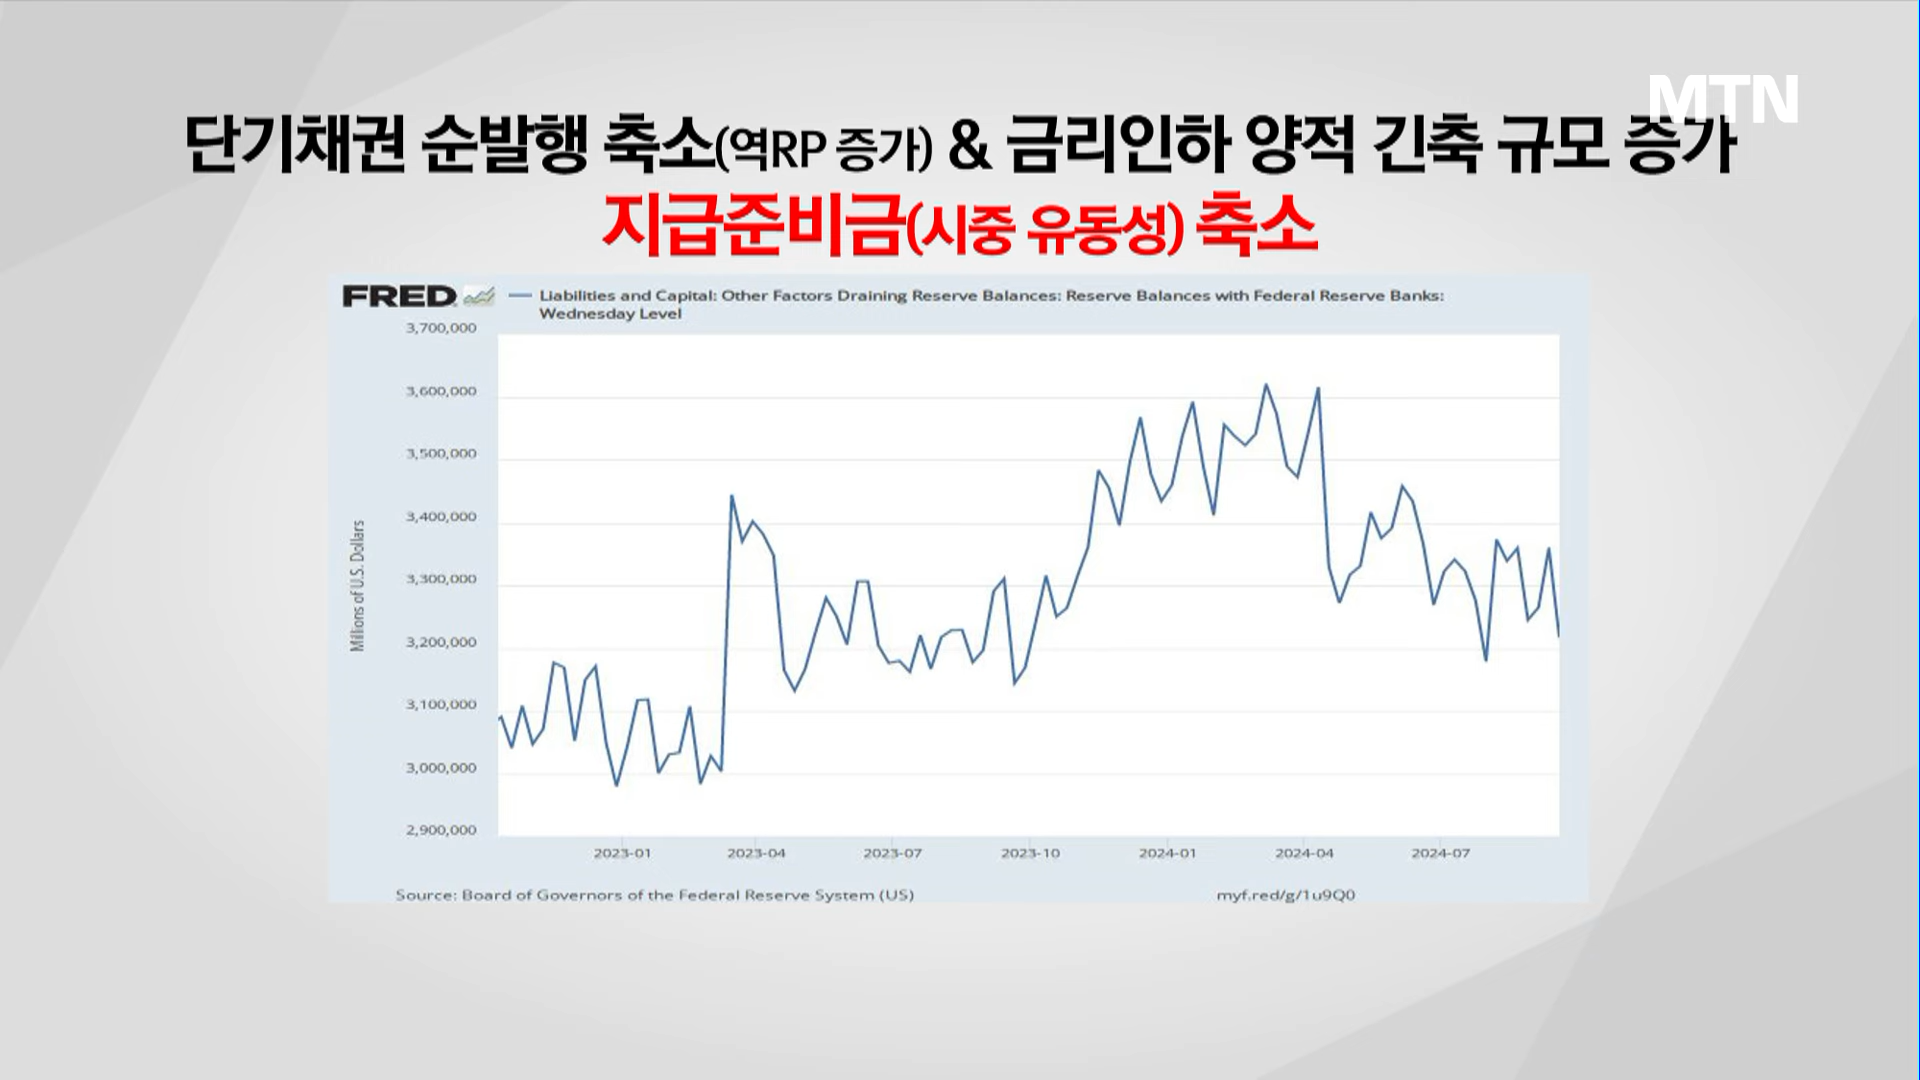 MTN
단기채권 순발행 축소(역RP 증가) & 금리인하 양적 긴축 규모 증가
지급준비금(시중 유동성) 축소
FRED
Liabilities and Capital: Other Factors Draining Reserve Balances: Reserve Balances with Federal Reserve Banks:
Wednesday Level
3,700,000
3,600,000
3,500,000
3,400,000
3,300,000
3,200,000
3,100,000
3,000,000
2,900,000
Millions of U.S. Dollars
2023-01 2023-04 2023-07 2023-10 2024-01 2024-04 2024-07
Source: Board of Governors of the Federal Reserve System (US) myf.red/g/1u9Q0